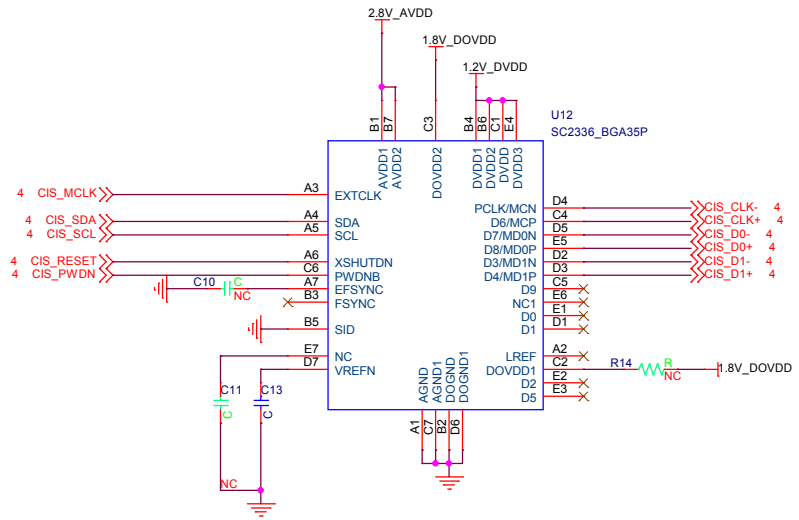 2.8V_AVDD
1.8V_DOVDD
1.2V_DVDD
U12
SC2336_BGA35P
B1
B7
C3
B4
B6
C1
E4
AVDD1
AVDD2
DOVDD2
DVDD1
DVDD2
DVDD
DVDD3
4 CIS_MCLK A3 EXTCLK
4 CIS_SDA A4 SDA
4 CIS_SCL A5 SCL
4 CIS_RESET A6 XSHUTDN
4 CIS_PWDN C6 PWDNB
C10 C NC A7 EFSYNC
B3 FSYNC
B5 SID
E7 NC
D7 VREFN
C11 C
C13 C
NC
PCLK/MCN D4 CIS_CLK- 4
D6/MCP C4 CIS_CLK+ 4
D7/MD0N D5 CIS_D0- 4
D8/MD0P E5 CIS_D0+ 4
D3/MD1N D2 CIS_D1- 4
D4/MD1P D3 CIS_D1+ 4
D9 C5
NC1 E6
D0 E1
D1 D1
LREF A2
DOVDD1 C2 R14 R NC 1.8V_DOVDD
D2 E2
D5 E3
AGND
AGND1
DOGND
DOGND1
A1
C7
B2
D6